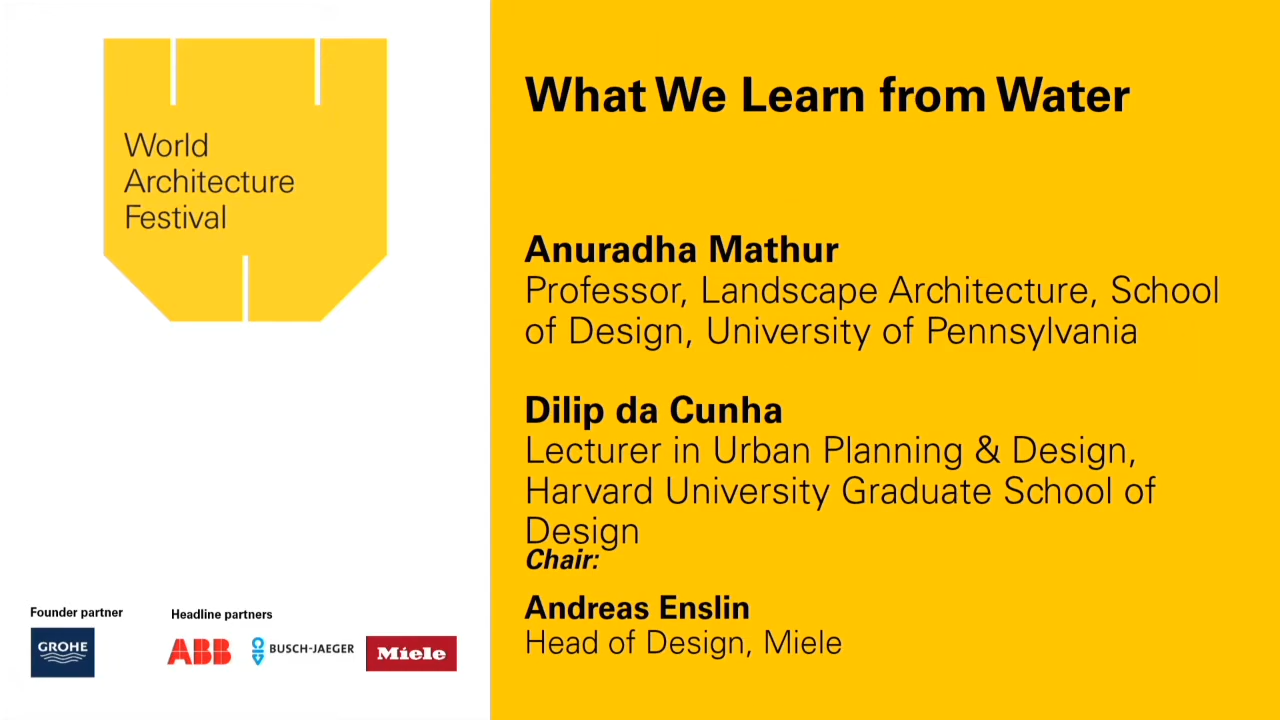 World
Architecture
Festival
Founder partner
Headline partners
GROHE
ABB
BUSCH-JAEGER
Miele
What We Learn from Water
Anuradha Mathur
Professor, Landscape Architecture, School
of Design, University of Pennsylvania
Dilip da Cunha
Lecturer in Urban Planning & Design,
Harvard University Graduate School of
Design
Chair:
Andreas Enslin
Head of Design, Miele